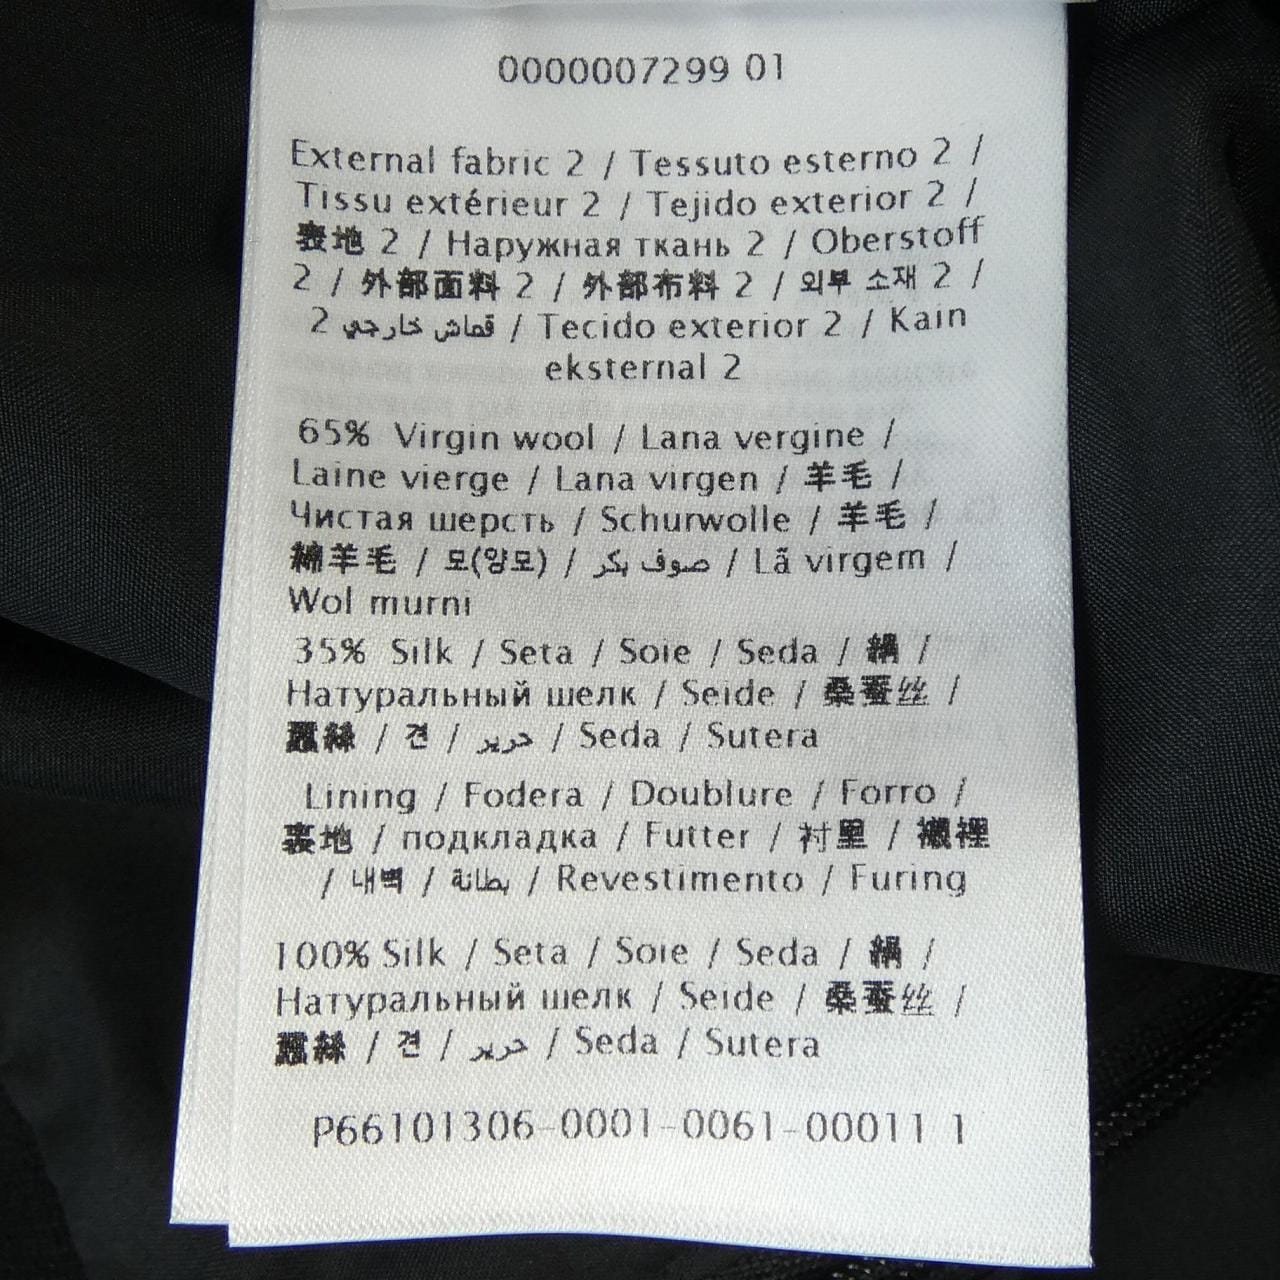 0000007299 01
External fabric 2 / Tessuto esterno 2 /
Tissu extérieur 2 / Tejido exterior 2 /
表地 2 / Наружная ткань 2 / Oberstoff
2 / 外部面料 2 / 外部布料 2 / 외부 소재 2 /
قماش خارجي 2 / Tecido exterior 2 / Kain
eksternal 2
65% Virgin wool / Lana vergine /
Laine vierge / Lana virgen / 羊毛 /
Чистая шерсть / Schurwolle / 羊毛 /
綿羊毛 / 모(양모) / صوف بكر / Lã virgem /
Wol murni
35% Silk / Seta / Soie / Seda / 絹 /
Натуральный шелк / Seide / 桑蚕丝 /
蠶絲 / 견 / حرير / Seda / Sutera
Lining / Fodera / Doublure / Forro /
裏地 / подкладка / Futter / 衬里 / 襯裡
/ 내벽 / بطانة / Revestimento / Furing
100% Silk / Seta / Soie / Seda / 絹 /
Натуральный шелк / Seide / 桑蚕丝 /
蠶絲 / 견 / حرير / Seda / Sutera
P66101306-0001-0061-00011 1